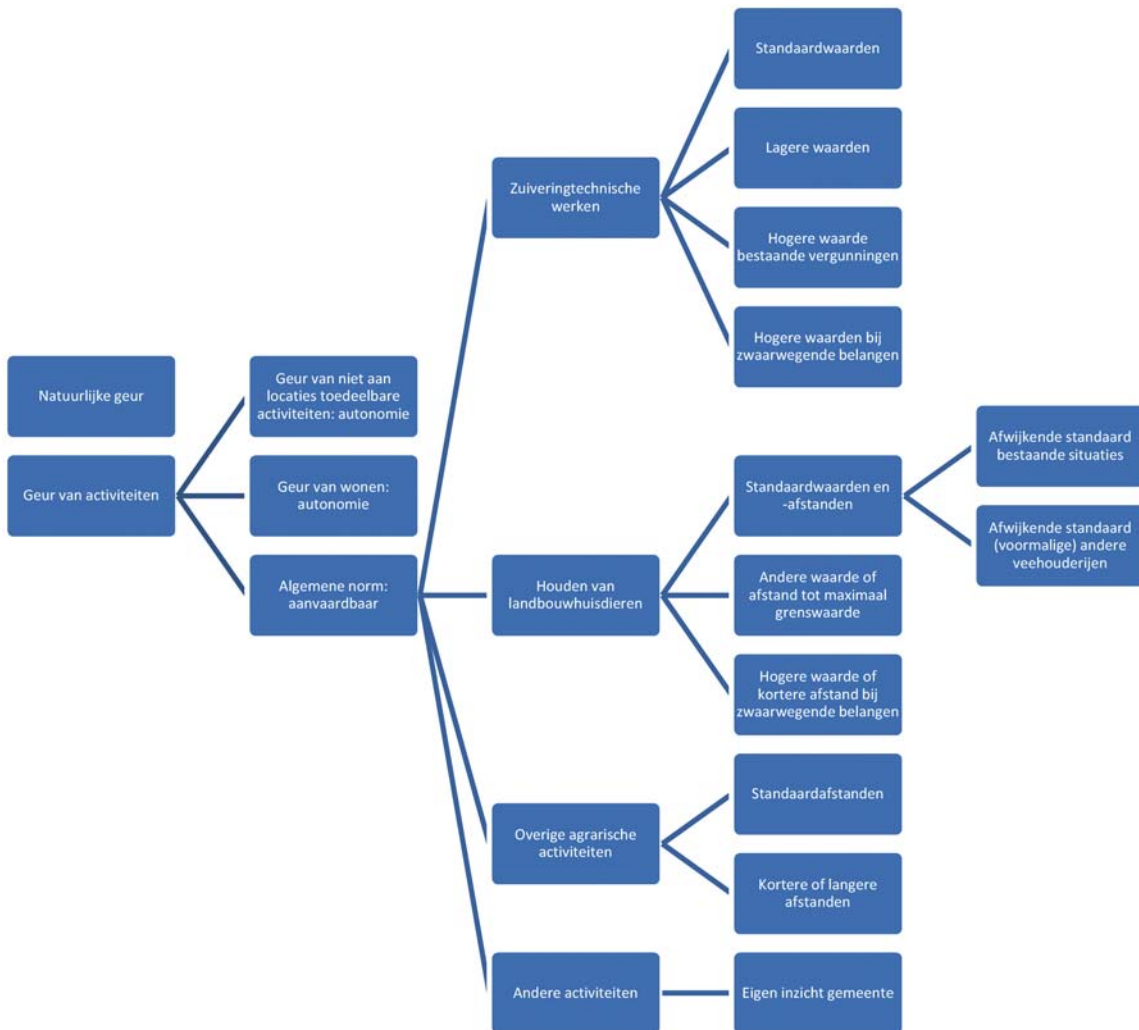 Natuurlijke geur
Geur van activiteiten
Geur van niet aan
locaties toedeelbare
activiteiten: autonomie
Geur van wonen:
autonomie
Algemene norm:
aanvaardbaar
Zuiveringtechnische
werken
Standaardwaarden
Lagere waarden
Hogere waarde
bestaande vergunningen
Hogere waarden bij
zwaarwegende belangen
Houden van
landbouwhuisdieren
Standaardwaarden en
-afstanden
Afwijkende standaard
bestaande situaties
Afwijkende standaard
(voormalige) andere
veehouderijen
Andere waarde of
afstand tot maximaal
grenswaarde
Hogere waarde of
kortere afstand bij
zwaarwegende belangen
Overige agrarische
activiteiten
Standaardafstanden
Kortere of langere
afstanden
Andere activiteiten
Eigen inzicht gemeente